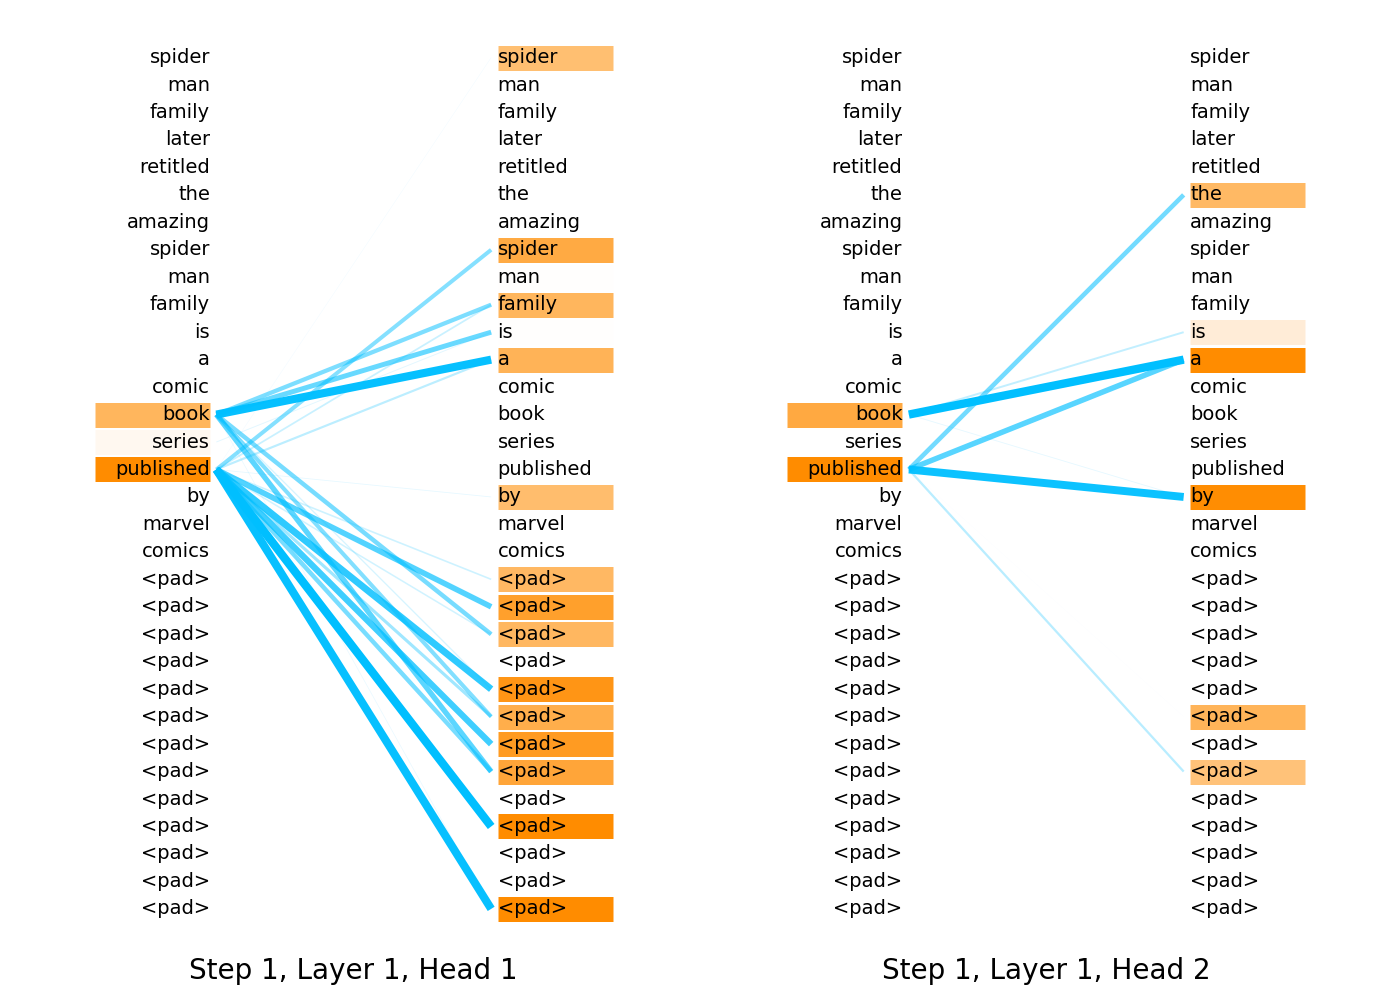 spider spider spider spider
man man man man
family family family family
later later later later
retitled retitled retitled retitled
the the the the
amazing amazing amazing amazing
spider spider spider spider
man man man man
family family family family
is is is is
a a a a
comic comic comic comic
book book book book
series series series series
published published published published
by by by by
marvel marvel marvel marvel
comics comics comics comics
<pad> <pad> <pad> <pad>
<pad> <pad> <pad> <pad>
<pad> <pad> <pad> <pad>
<pad> <pad> <pad> <pad>
<pad> <pad> <pad> <pad>
<pad> <pad> <pad> <pad>
<pad> <pad> <pad> <pad>
<pad> <pad> <pad> <pad>
<pad> <pad> <pad> <pad>
<pad> <pad> <pad> <pad>
<pad> <pad> <pad> <pad>
<pad> <pad> <pad> <pad>
<pad> <pad> <pad> <pad>
Step 1, Layer 1, Head 1 Step 1, Layer 1, Head 2